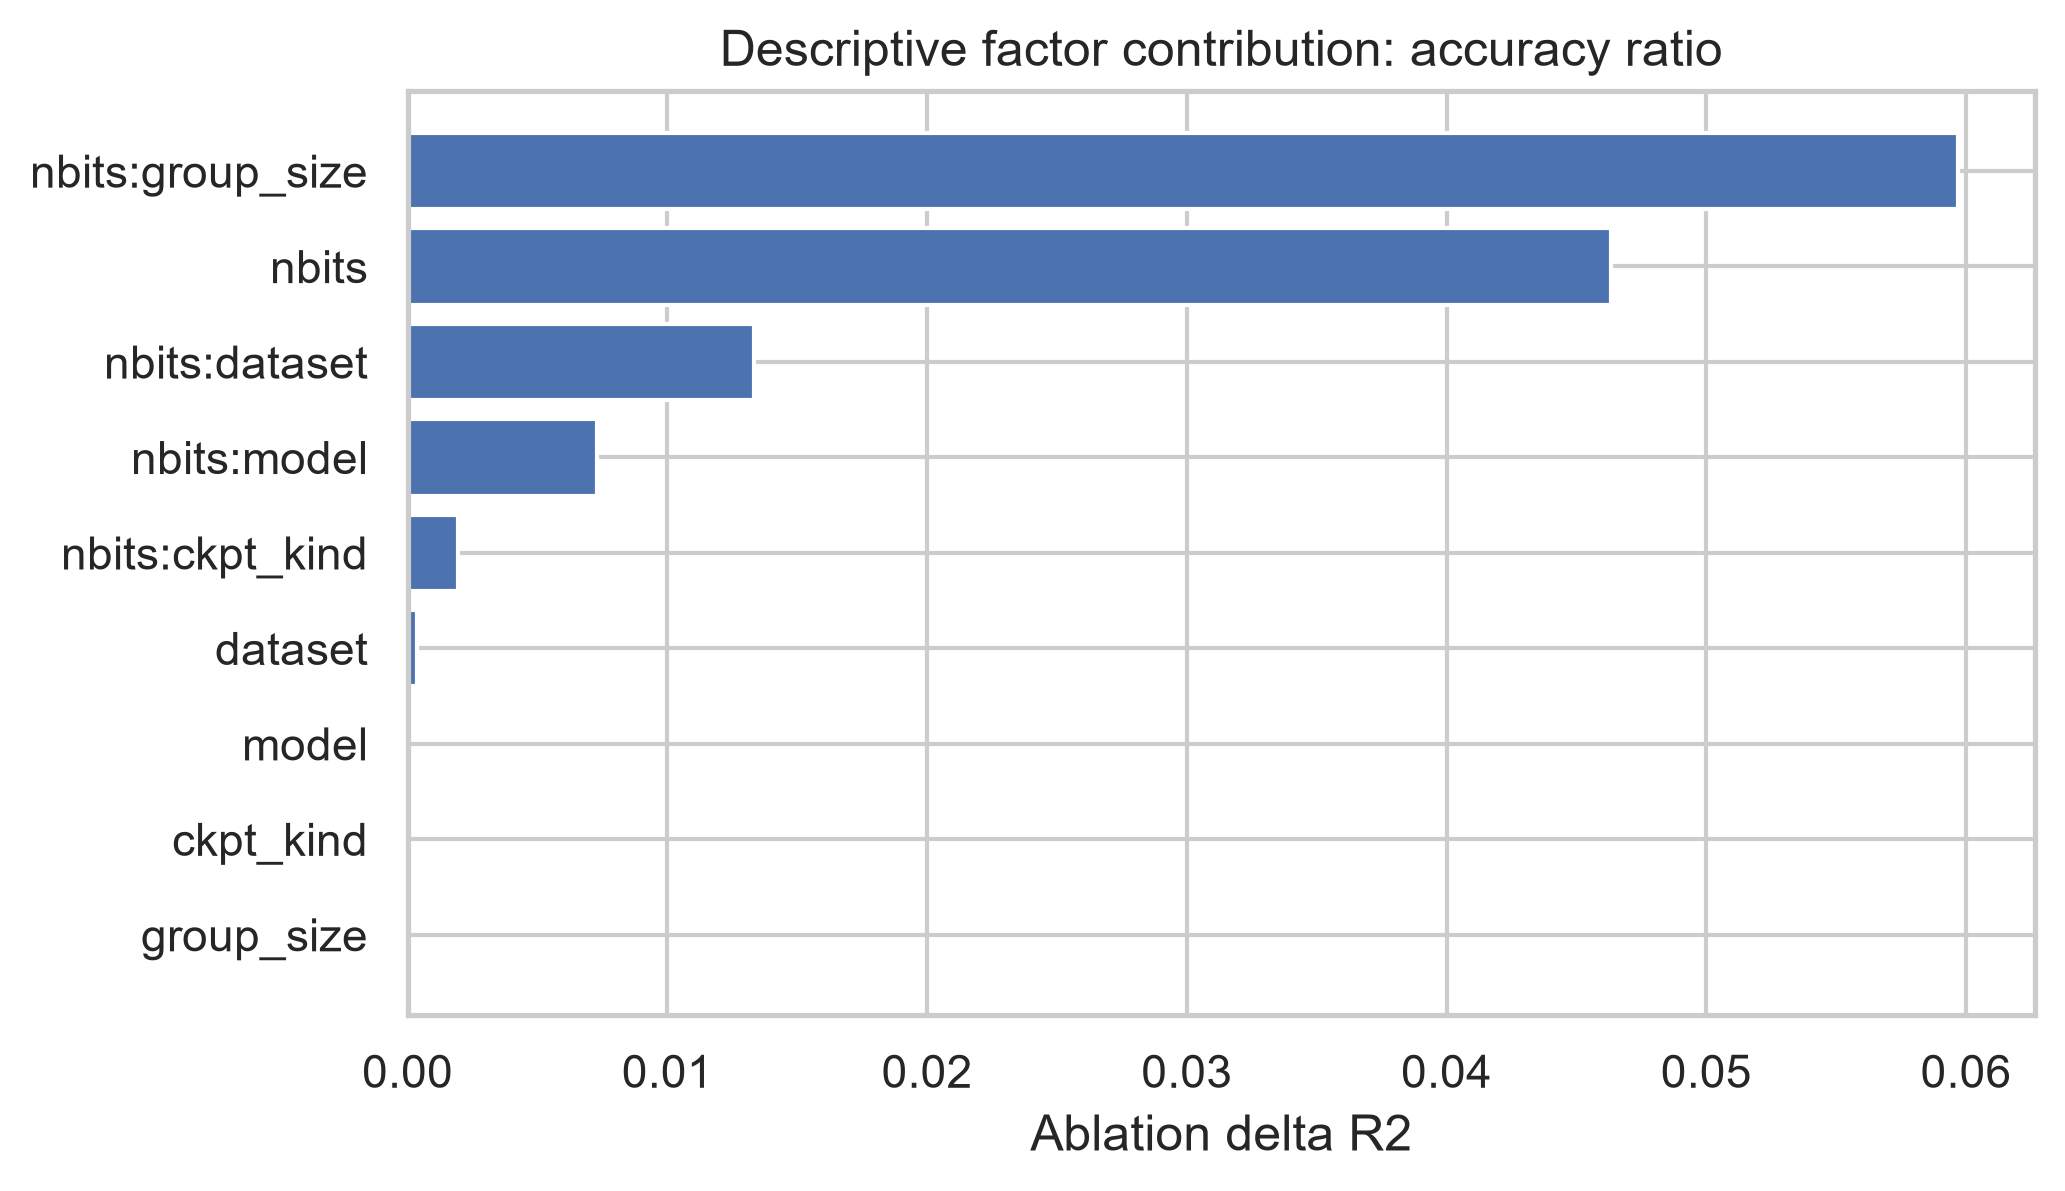 Descriptive factor contribution: accuracy ratio
nbits:group_size
nbits
nbits:dataset
nbits:model
nbits:ckpt_kind
dataset
model
ckpt_kind
group_size
0.00 0.01 0.02 0.03 0.04 0.05 0.06
Ablation delta R2